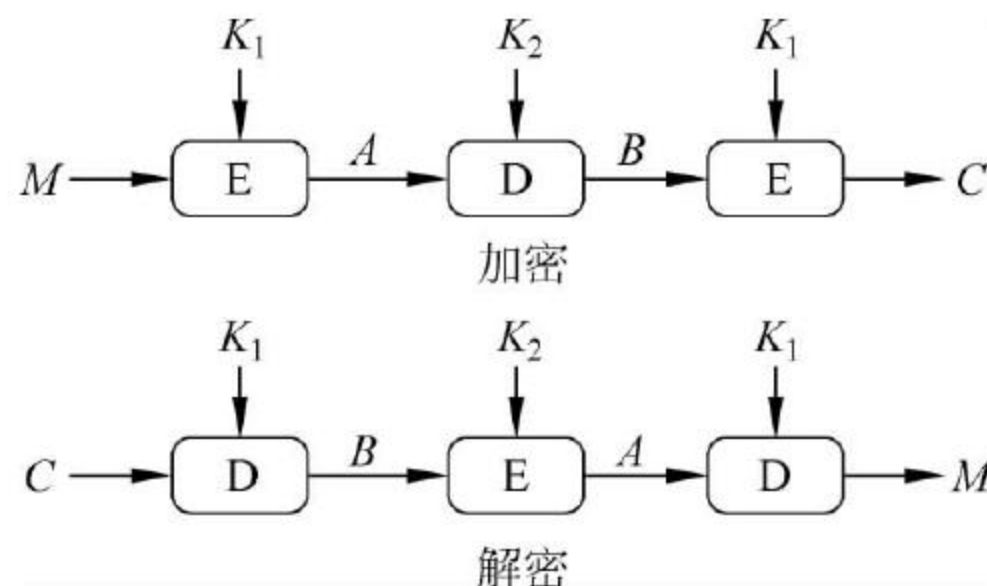 K₁ K₂ K₁
M E A D B E C
加密
K₁ K₂ K₁
C D B E A D M
解密